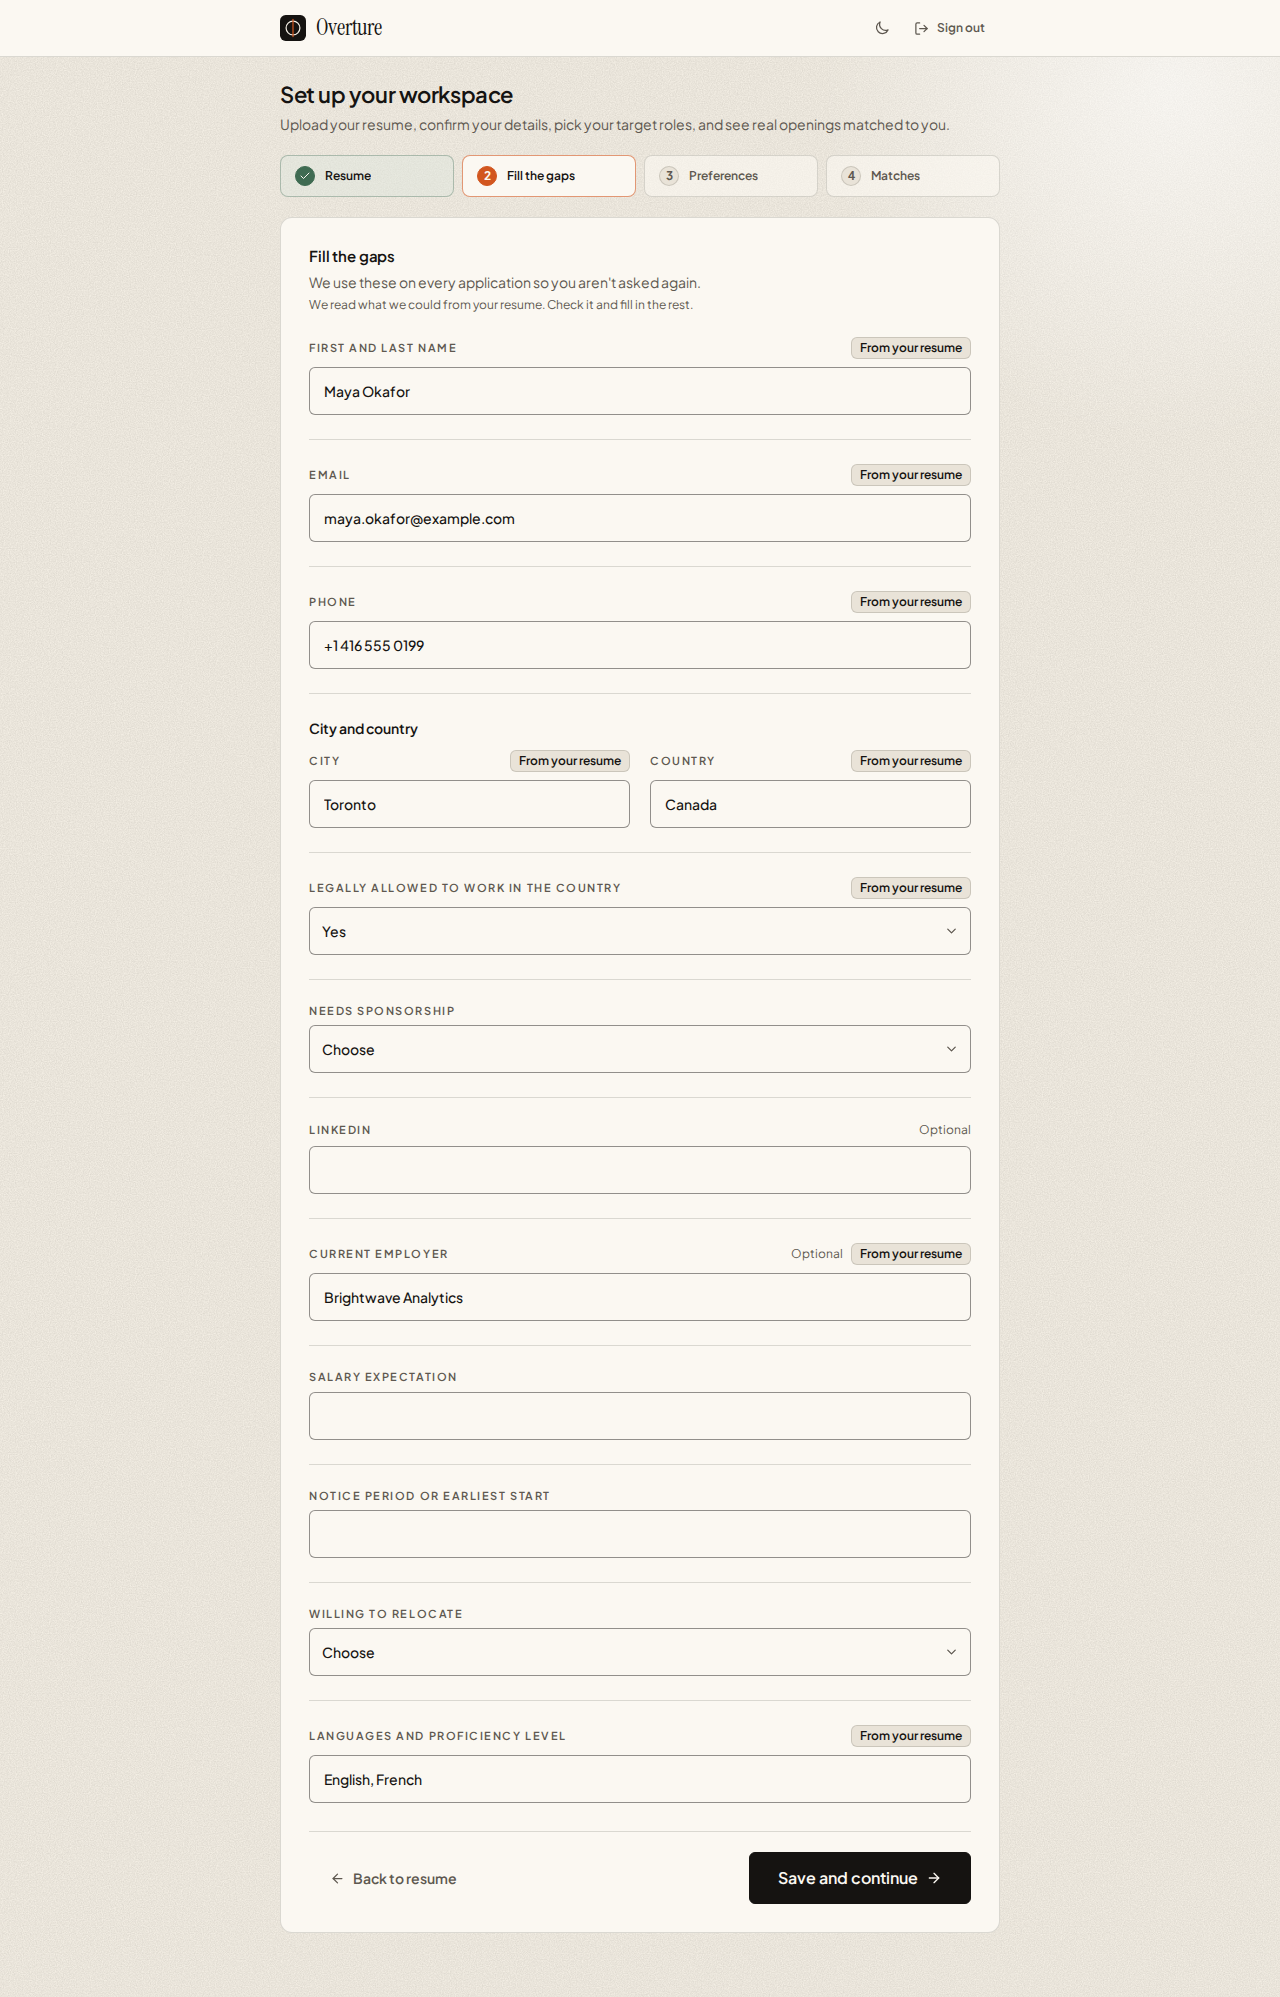 Overture
Sign out
Set up your workspace
Upload your resume, confirm your details, pick your target roles, and see real openings matched to you.
Resume
2 Fill the gaps
3 Preferences
4 Matches
Fill the gaps
We use these on every application so you aren't asked again.
We read what we could from your resume. Check it and fill in the rest.
FIRST AND LAST NAME From your resume
Maya Okafor
EMAIL From your resume
maya.okafor@example.com
PHONE From your resume
+1 416 555 0199
City and country
CITY From your resume
COUNTRY From your resume
Toronto
Canada
LEGALLY ALLOWED TO WORK IN THE COUNTRY From your resume
Yes
NEEDS SPONSORSHIP
Choose
LINKEDIN Optional
CURRENT EMPLOYER Optional From your resume
Brightwave Analytics
SALARY EXPECTATION
NOTICE PERIOD OR EARLIEST START
WILLING TO RELOCATE
Choose
LANGUAGES AND PROFICIENCY LEVEL From your resume
English, French
Back to resume
Save and continue